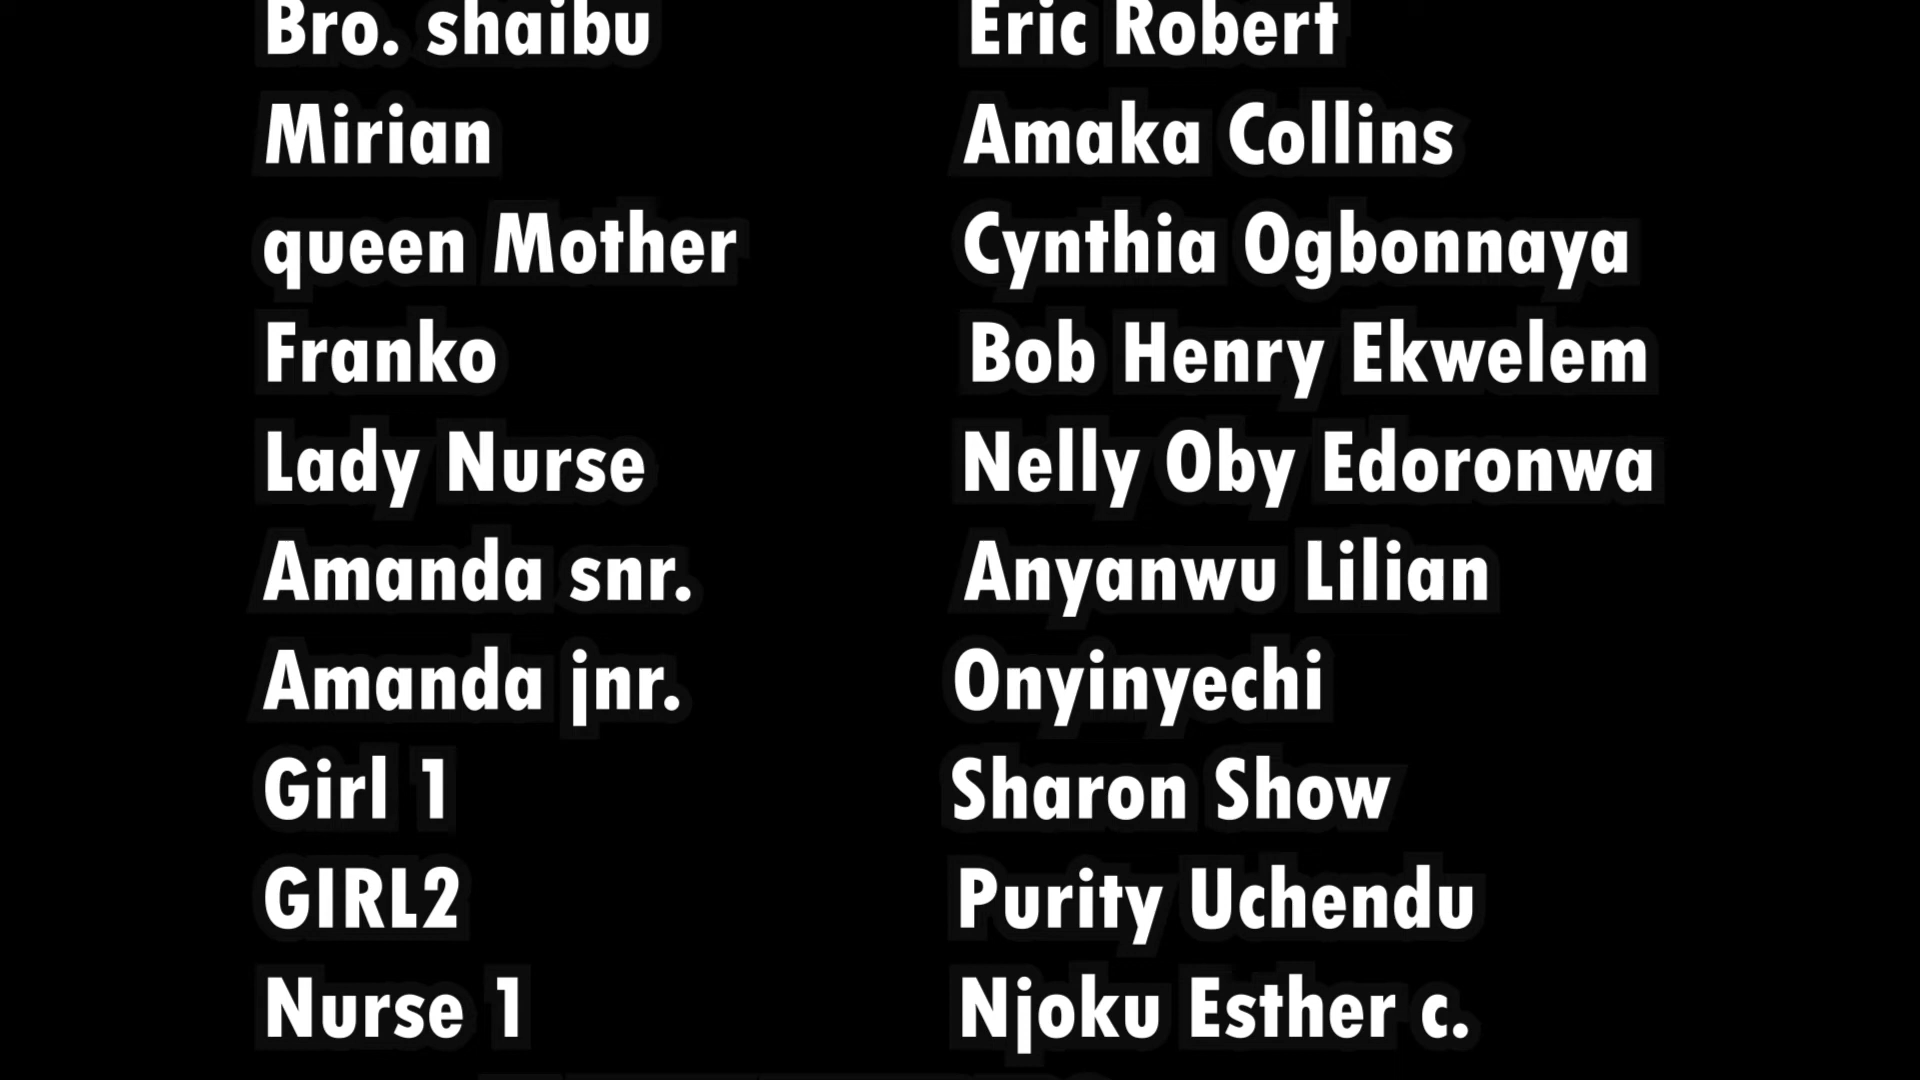 Bro. shaibu Eric Robert
Mirian Amaka Collins
queen Mother Cynthia Ogbonnaya
Franko Bob Henry Ekwelem
Lady Nurse Nelly Oby Edoronwa
Amanda snr. Anyanwu Lilian
Amanda jnr. Onyinyechi
Girl 1 Sharon Show
GIRL2 Purity Uchendu
Nurse 1 Njoku Esther c.